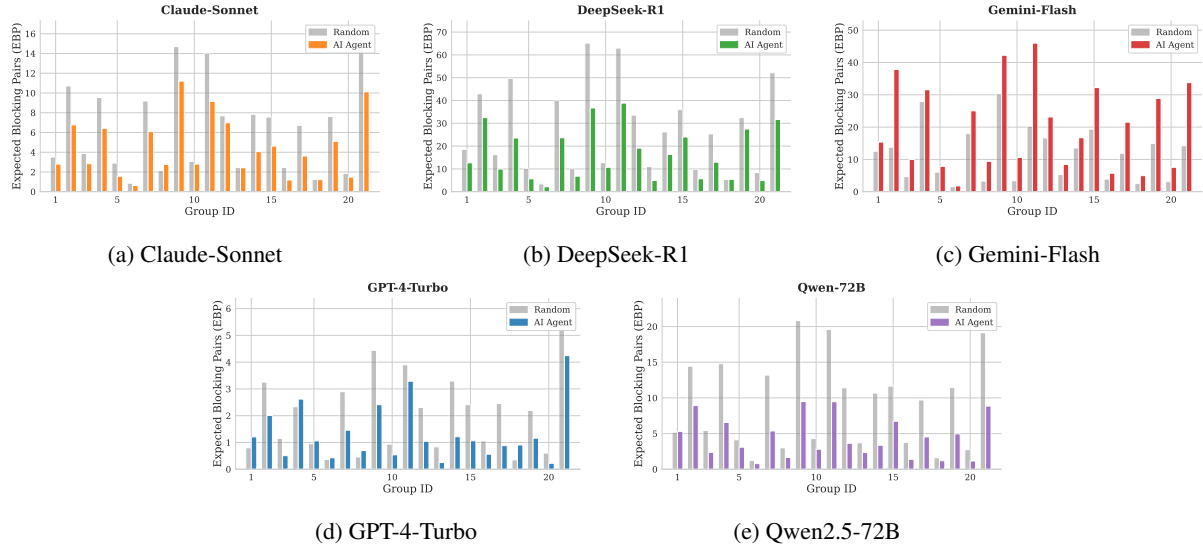 Claude-Sonnet
Expected Blocking Pairs (EBP)
16
14
12
10
8
6
4
2
0
Random
AI Agent
1
5
10
15
20
Group ID
(a) Claude-Sonnet
DeepSeek-R1
Expected Blocking Pairs (EBP)
70
60
50
40
30
20
10
0
Random
AI Agent
1
5
10
15
20
Group ID
(b) DeepSeek-R1
Gemini-Flash
Expected Blocking Pairs (EBP)
50
40
30
20
10
0
Random
AI Agent
1
5
10
15
20
Group ID
(c) Gemini-Flash
GPT-4-Turbo
Expected Blocking Pairs (EBP)
6
5
4
3
2
1
0
Random
AI Agent
1
5
10
15
20
Group ID
(d) GPT-4-Turbo
Qwen-72B
Expected Blocking Pairs (EBP)
20
15
10
5
0
Random
AI Agent
1
5
10
15
20
Group ID
(e) Qwen2.5-72B